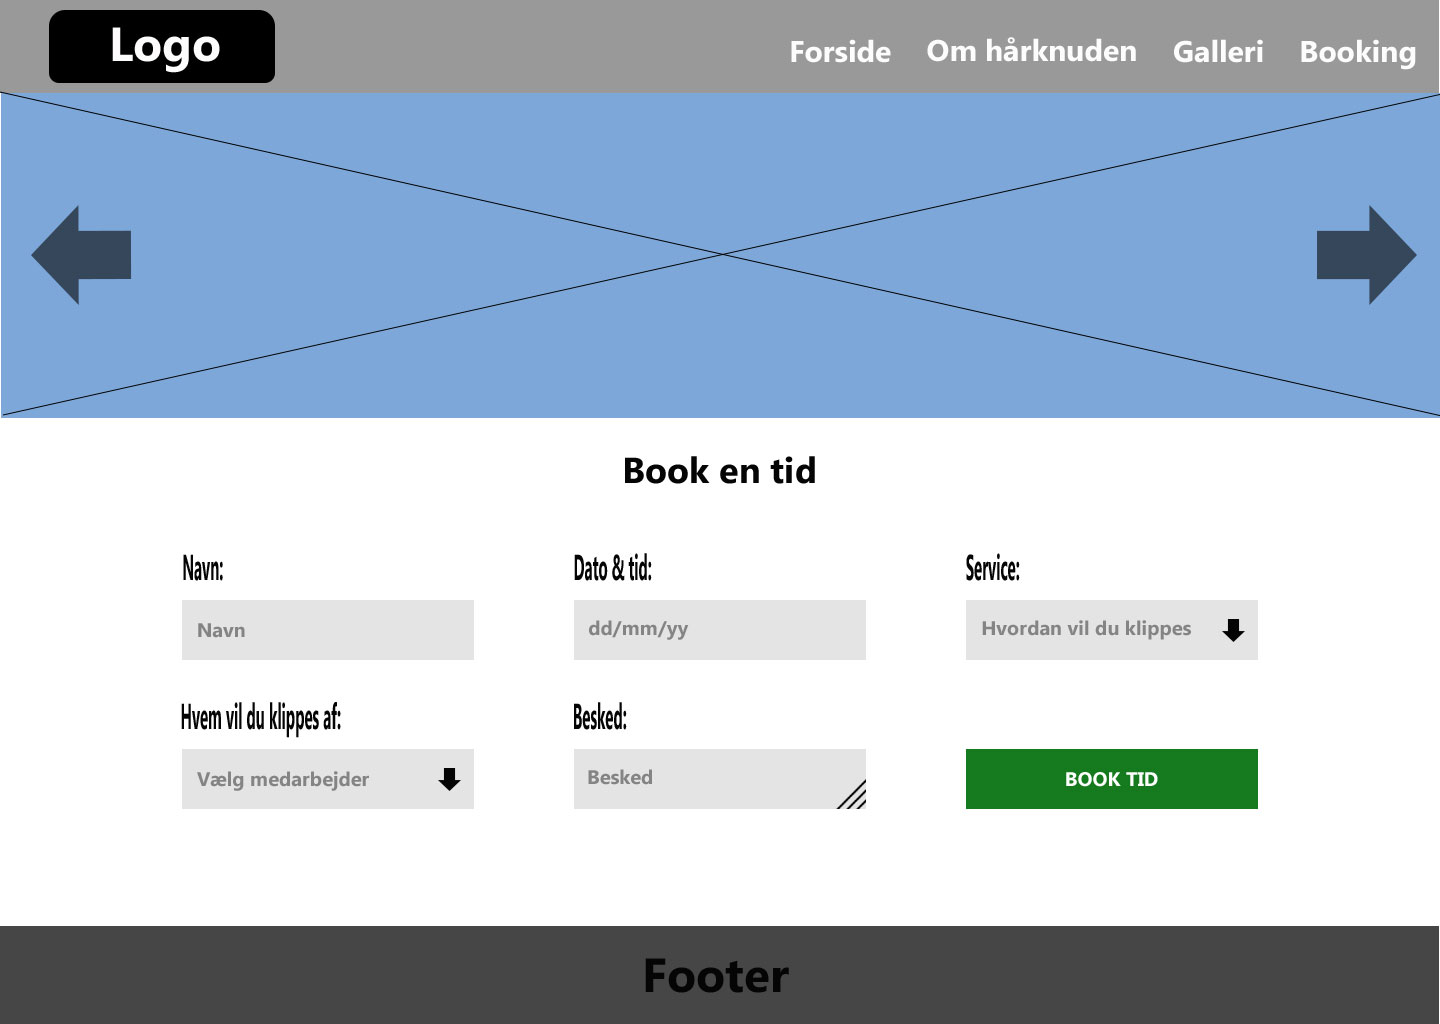 Logo
Forside
Om hårknuden
Galleri
Booking
Book en tid
Navn:
Dato & tid:
Service:
Navn
dd/mm/yy
Hvordan vil du klippes
Hvem vil du klippes af:
Besked:
Vælg medarbejder
Besked
BOOK TID
Footer